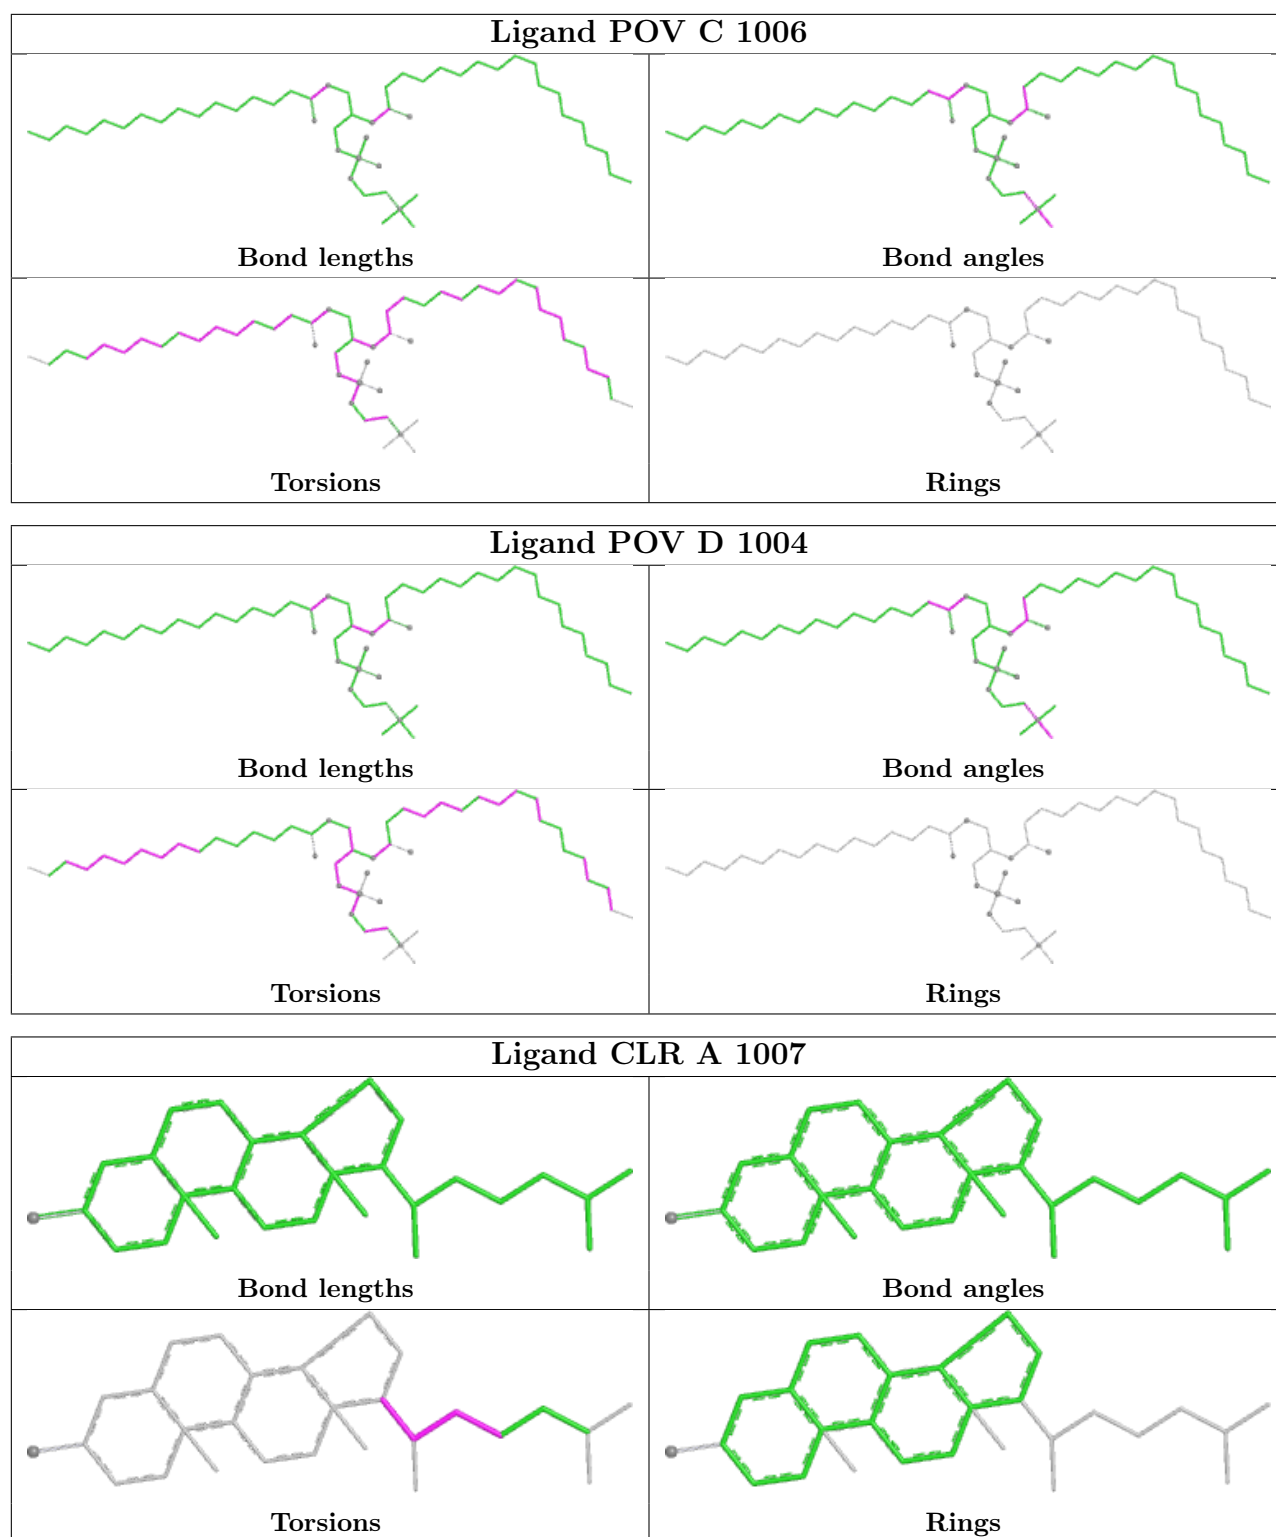 Ligand POV C 1006
Bond lengths
Bond angles
Torsions
Rings
Ligand POV D 1004
Bond lengths
Bond angles
Torsions
Rings
Ligand CLR A 1007
Bond lengths
Bond angles
Torsions
Rings